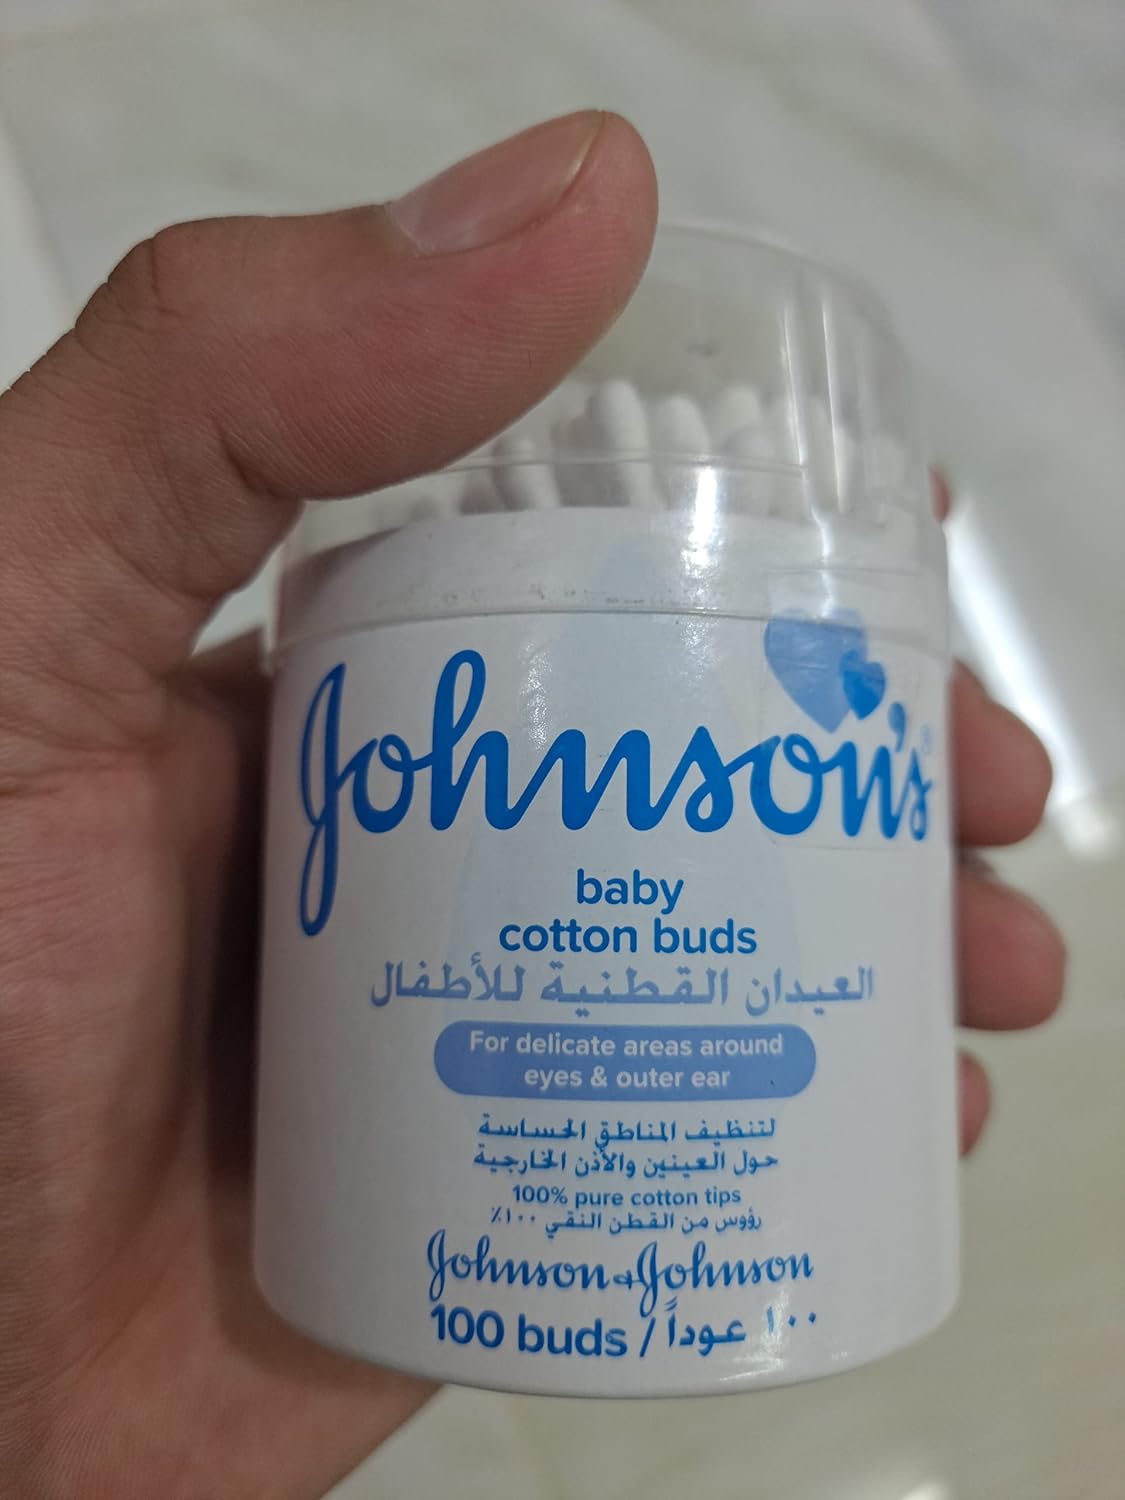 Johnson's®
baby
cotton buds
العيدان القطنية للأطفال
For delicate areas around
eyes & outer ear
لتنظيف المناطق الحساسة
حول العينين والأذن الخارجية
100% pure cotton tips
رؤوس من القطن النقي ١٠٠٪
Johnson & Johnson
100 buds / ١٠٠ عوداً